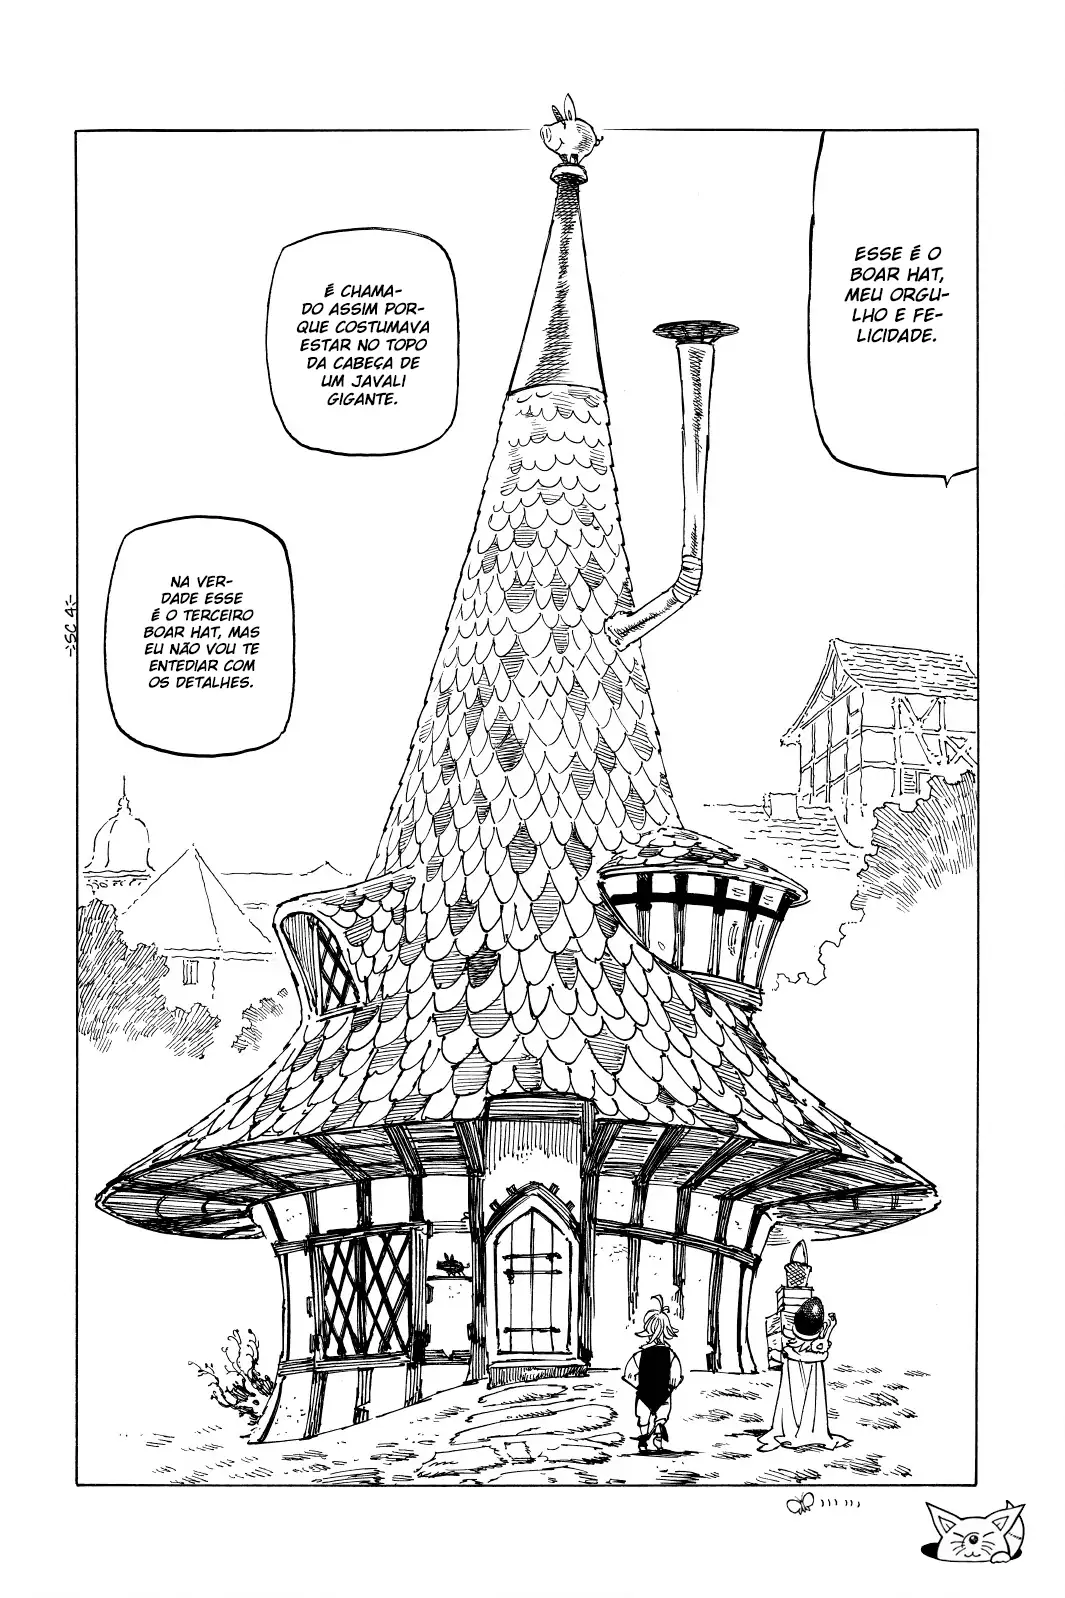 ESSE É O
BOAR HAT,
MEU ORGU-
LHO E FE-
LICIDADE.
É CHAMA-
DO ASSIM POR-
QUE COSTUMAVA
ESTAR NO TOPO
DA CABEÇA DE
UM JAVALI
GIGANTE.
NA VER-
DADE ESSE
É O TERCEIRO
BOAR HAT, MAS
EU NÃO VOU TE
ENTEDIAR COM
OS DETALHES.
SC 4